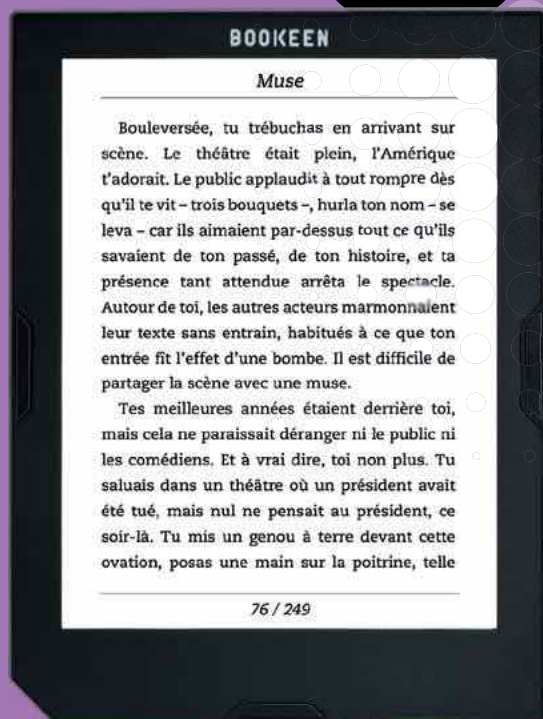 BOOKEEN
Muse
Bouleversée, tu trébuchas en arrivant sur
scène. Le théâtre était plein, l'Amérique
t'adorait. Le public applaudit à tout rompre dès
qu'il te vit – trois bouquets –, hurla ton nom – se
leva – car ils aimaient par-dessus tout ce qu'ils
savaient de ton passé, de ton histoire, et ta
présence tant attendue arrêta le spectacle.
Autour de toi, les autres acteurs marmonnaient
leur texte sans entrain, habitués à ce que ton
entrée fît l'effet d'une bombe. Il est difficile de
partager la scène avec une muse.
Tes meilleures années étaient derrière toi,
mais cela ne paraissait déranger ni le public ni
les comédiens. Et à vrai dire, toi non plus. Tu
saluais dans un théâtre où un président avait
été tué, mais nul ne pensait au président, ce
soir-là. Tu mis un genou à terre devant cette
ovation, posas une main sur la poitrine, telle
76 / 249